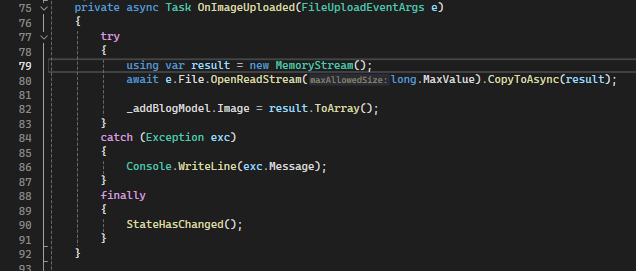 75 private async Task OnImageUploaded(FileUploadEventArgs e)
76 {
77 try
78 {
79 using var result = new MemoryStream();
80 await e.File.OpenReadStream(maxAllowedSize:long.MaxValue).CopyToAsync(result);
81
82 _addBlogModel.Image = result.ToArray();
83 }
84 catch (Exception exc)
85 {
86 Console.WriteLine(exc.Message);
87 }
88 finally
89 {
90 StateHasChanged();
91 }
92 }
93